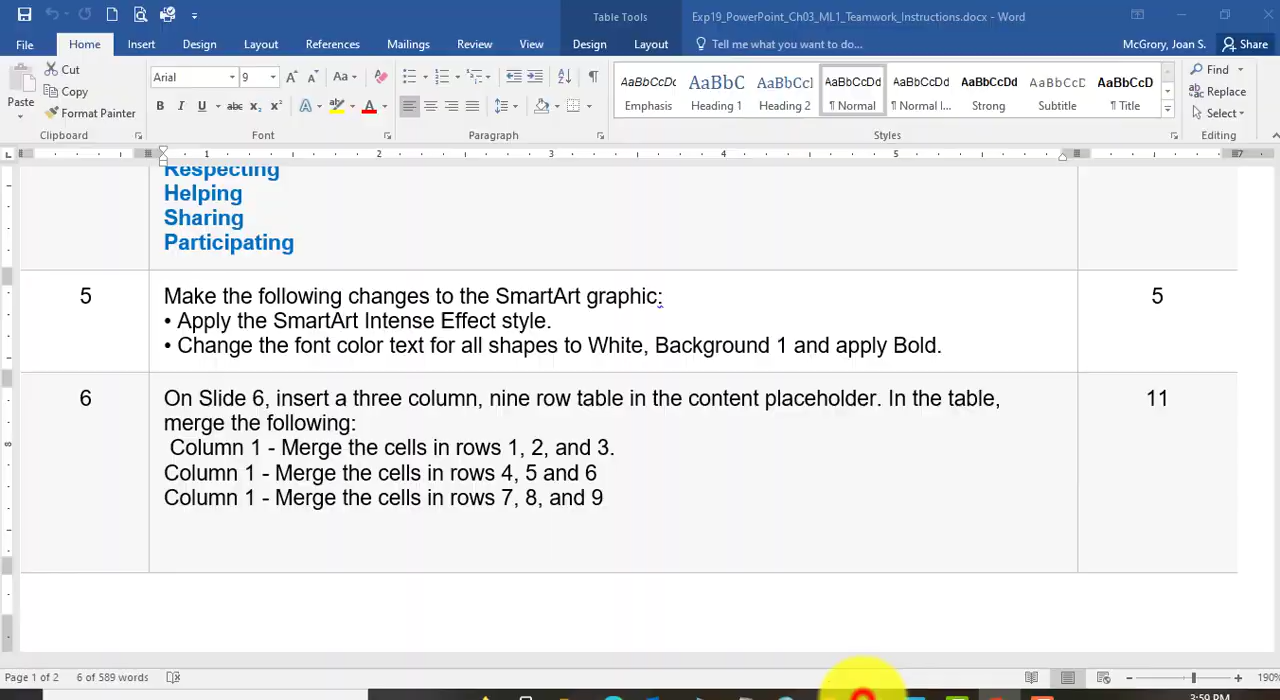 Table Tools
Exp19_PowerPoint_Ch03_ML1_Teamwork_Instructions.docx - Word
File Home Insert Design Layout References Mailings Review View Design Layout Tell me what you want to do... McGrory, Joan S. Share
Cut
Copy
Format Painter
Paste
Clipboard
Arial 9
Font
Paragraph
AaBbCcDc AaBbC AaBbCcl AaBbCcDd AaBbCcDd AaBbCcDd AaBbCcD AaBbCcD
Emphasis Heading 1 Heading 2 ¶ Normal ¶ Normal I... Strong Subtitle ¶ Title
Styles
Find
Replace
Select
Editing
1 2 3 4 5 7
Respecting
Helping
Sharing
Participating
5 Make the following changes to the SmartArt graphic: 5
• Apply the SmartArt Intense Effect style.
• Change the font color text for all shapes to White, Background 1 and apply Bold.
6 On Slide 6, insert a three column, nine row table in the content placeholder. In the table, 11
merge the following:
Column 1 - Merge the cells in rows 1, 2, and 3.
Column 1 - Merge the cells in rows 4, 5 and 6
Column 1 - Merge the cells in rows 7, 8, and 9
Page 1 of 2 6 of 589 words 190%
3:59 PM